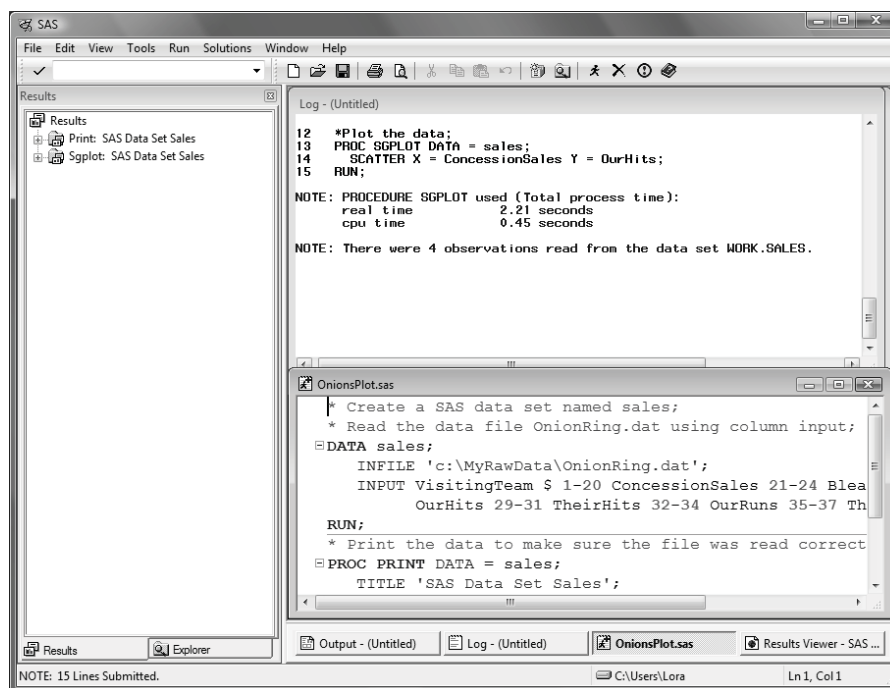 SAS
File Edit View Tools Run Solutions Window Help
Results
Results
Print: SAS Data Set Sales
Sgplot: SAS Data Set Sales
Log - (Untitled)
12 *Plot the data;
13 PROC SGPLOT DATA = sales;
14 SCATTER X = ConcessionSales Y = OurHits;
15 RUN;
NOTE: PROCEDURE SGPLOT used (Total process time):
real time 2.21 seconds
cpu time 0.45 seconds
NOTE: There were 4 observations read from the data set WORK.SALES.
OnionsPlot.sas
* Create a SAS data set named sales;
* Read the data file OnionRing.dat using column input;
DATA sales;
INFILE 'c:\MyRawData\OnionRing.dat';
INPUT VisitingTeam $ 1-20 ConcessionSales 21-24 Blea
OurHits 29-31 TheirHits 32-34 OurRuns 35-37 Th
RUN;
* Print the data to make sure the file was read correct
PROC PRINT DATA = sales;
TITLE 'SAS Data Set Sales';
Results Explorer
Output - (Untitled) Log - (Untitled) OnionsPlot.sas Results Viewer - SAS ...
NOTE: 15 Lines Submitted. C:\Users\Lora Ln 1, Col 1